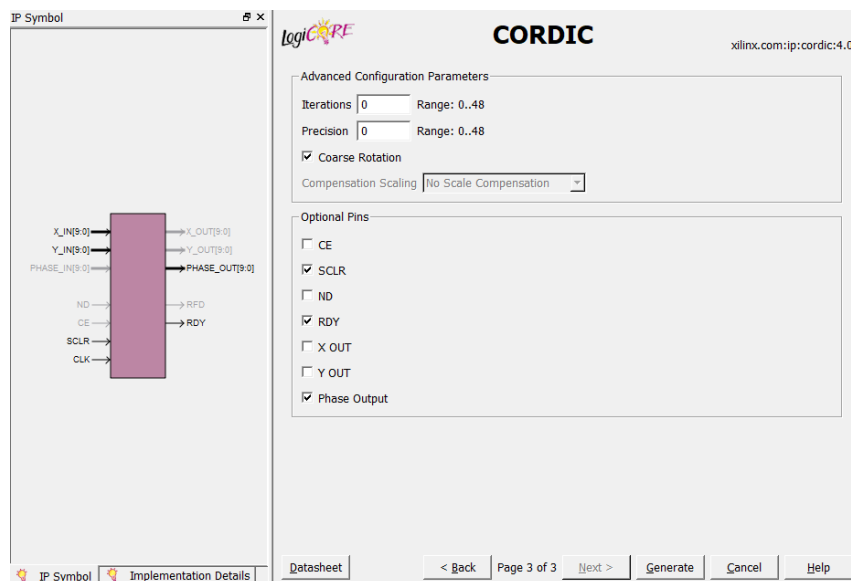 IP Symbol
X_IN[9:0]
Y_IN[9:0]
PHASE_IN[9:0]
ND
CE
SCLR
CLK
X_OUT[9:0]
Y_OUT[9:0]
PHASE_OUT[9:0]
RFD
RDY
IP Symbol
Implementation Details
LogiCORE
CORDIC
xilinx.com:ip:cordic:4.0
Advanced Configuration Parameters
Iterations 0 Range: 0..48
Precision 0 Range: 0..48
Coarse Rotation
Compensation Scaling No Scale Compensation
Optional Pins
CE
SCLR
ND
RDY
X OUT
Y OUT
Phase Output
Datasheet < Back Page 3 of 3 Next > Generate Cancel Help